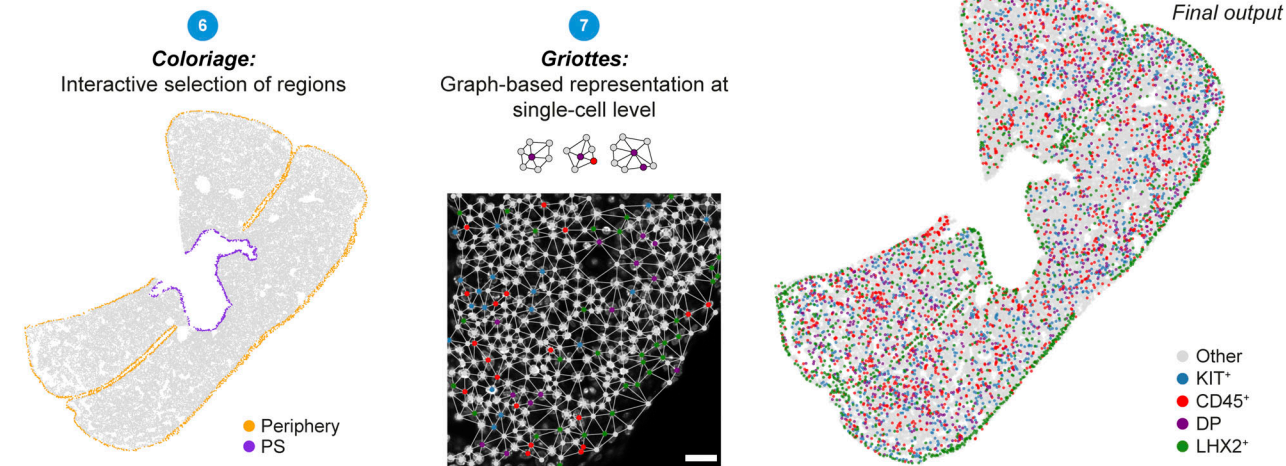 6
Coloriage:
Interactive selection of regions
Periphery
PS
7
Griottes:
Graph-based representation at
single-cell level
Final output
Other
KIT⁺
CD45⁺
DP
LHX2⁺